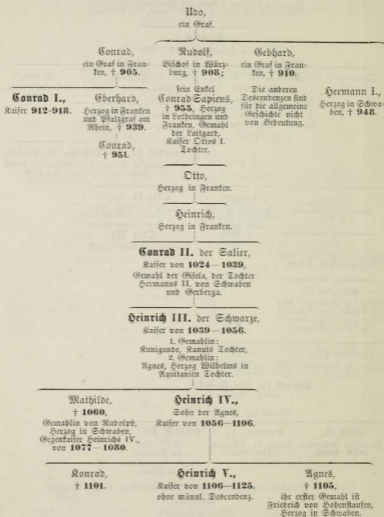 Udo,
ein Graf.
Conrad,
ein Graf in Fran-
ken, † 905.
Rudolf,
Bischof in Würz-
burg, † 908;
Gebhard,
ein Graf in Fran-
ken, † 910.
Conrad I.,
Kaiser 912–918.
Eberhard,
Herzog in Franken
und Pfalzgraf am
Rhein, † 939.
Conrad,
† 951.
sein Enkel
Conrad Sapiens,
† 955, Herzog
in Lothringen und
Franken, Gemahl
der Luitgard,
Kaiser Ottos I.
Tochter.
Die anderen
Descendenzen sind
für die allgemeine
Geschichte nicht
von Bedeutung.
Hermann I.,
Herzog in Schwa-
ben, † 948.
Otto,
Herzog in Franken.
Heinrich,
Herzog in Franken.
Conrad II. der Salier,
Kaiser von 1024–1039,
Gemahl der Gisela, der Tochter
Hermanns II. von Schwaben
und Gerberga.
Heinrich III. der Schwarze,
Kaiser von 1039–1056.
1. Gemahlin:
Kunigunde, Kanuts Tochter,
2. Gemahlin:
Agnes, Herzog Wilhelms in
Aquitanien Tochter.
Mathilde,
† 1060,
Gemahlin von Rudolph,
Herzog in Schwaben,
Gegenkaiser Heinrichs IV.,
von 1077–1080.
Heinrich IV.,
Sohn der Agnes,
Kaiser von 1056–1106.
Konrad,
† 1101.
Heinrich V.,
Kaiser von 1106–1125.
ohne männl. Descendenz.
Agnes,
† 1105,
ihr erster Gemahl ist
Friedrich von Hohenstaufen,
Herzog in Schwaben.